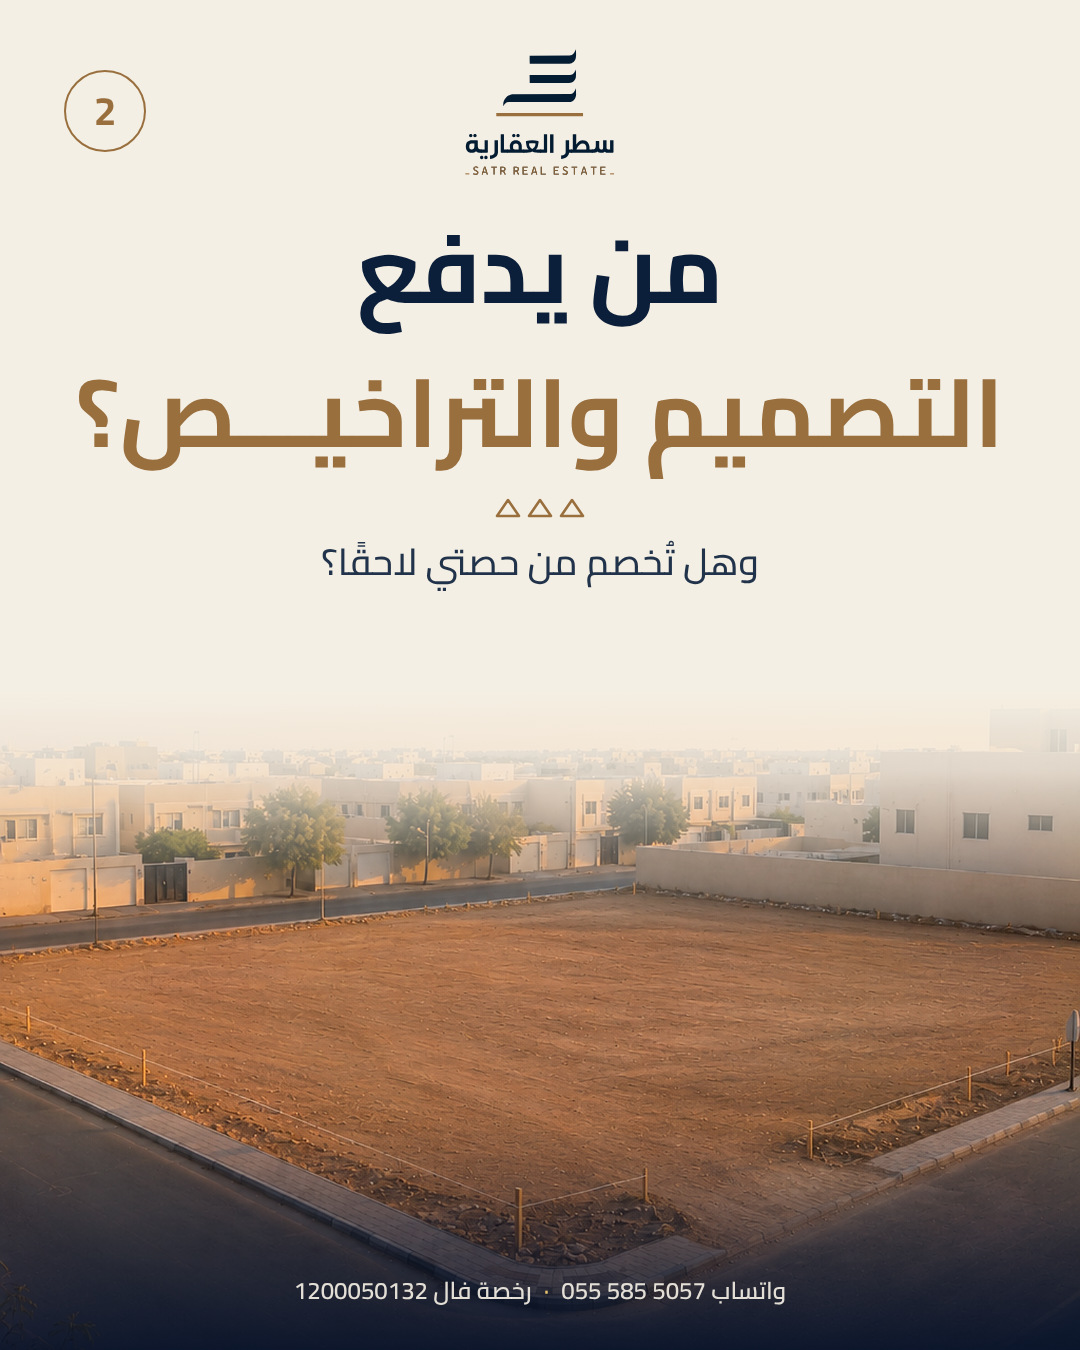 2
سطر العقارية
SATR REAL ESTATE
من يدفع
التصميم والتراخيـــص؟
وهل تُخصم من حصتي لاحقًا؟
واتساب 5057 585 055 · رخصة فال 1200050132